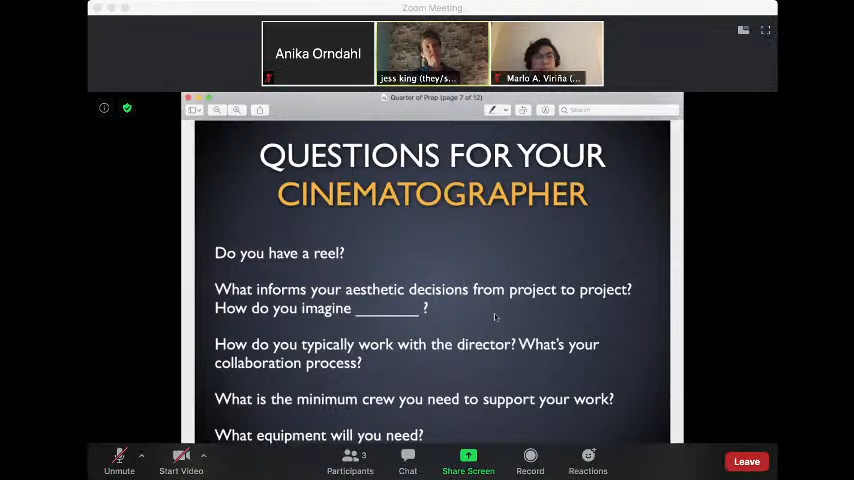 Zoom Meeting
Anika Orndahl
jess king (they/s...
Marlo A. Viriña (...
Quarter of Prep (page 7 of 12)
Search
QUESTIONS FOR YOUR
CINEMATOGRAPHER
Do you have a reel?
What informs your aesthetic decisions from project to project?
How do you imagine _______ ?
How do you typically work with the director? What's your
collaboration process?
What is the minimum crew you need to support your work?
What equipment will you need?
Unmute
Start Video
Participants
3
Chat
Share Screen
Record
Reactions
Leave